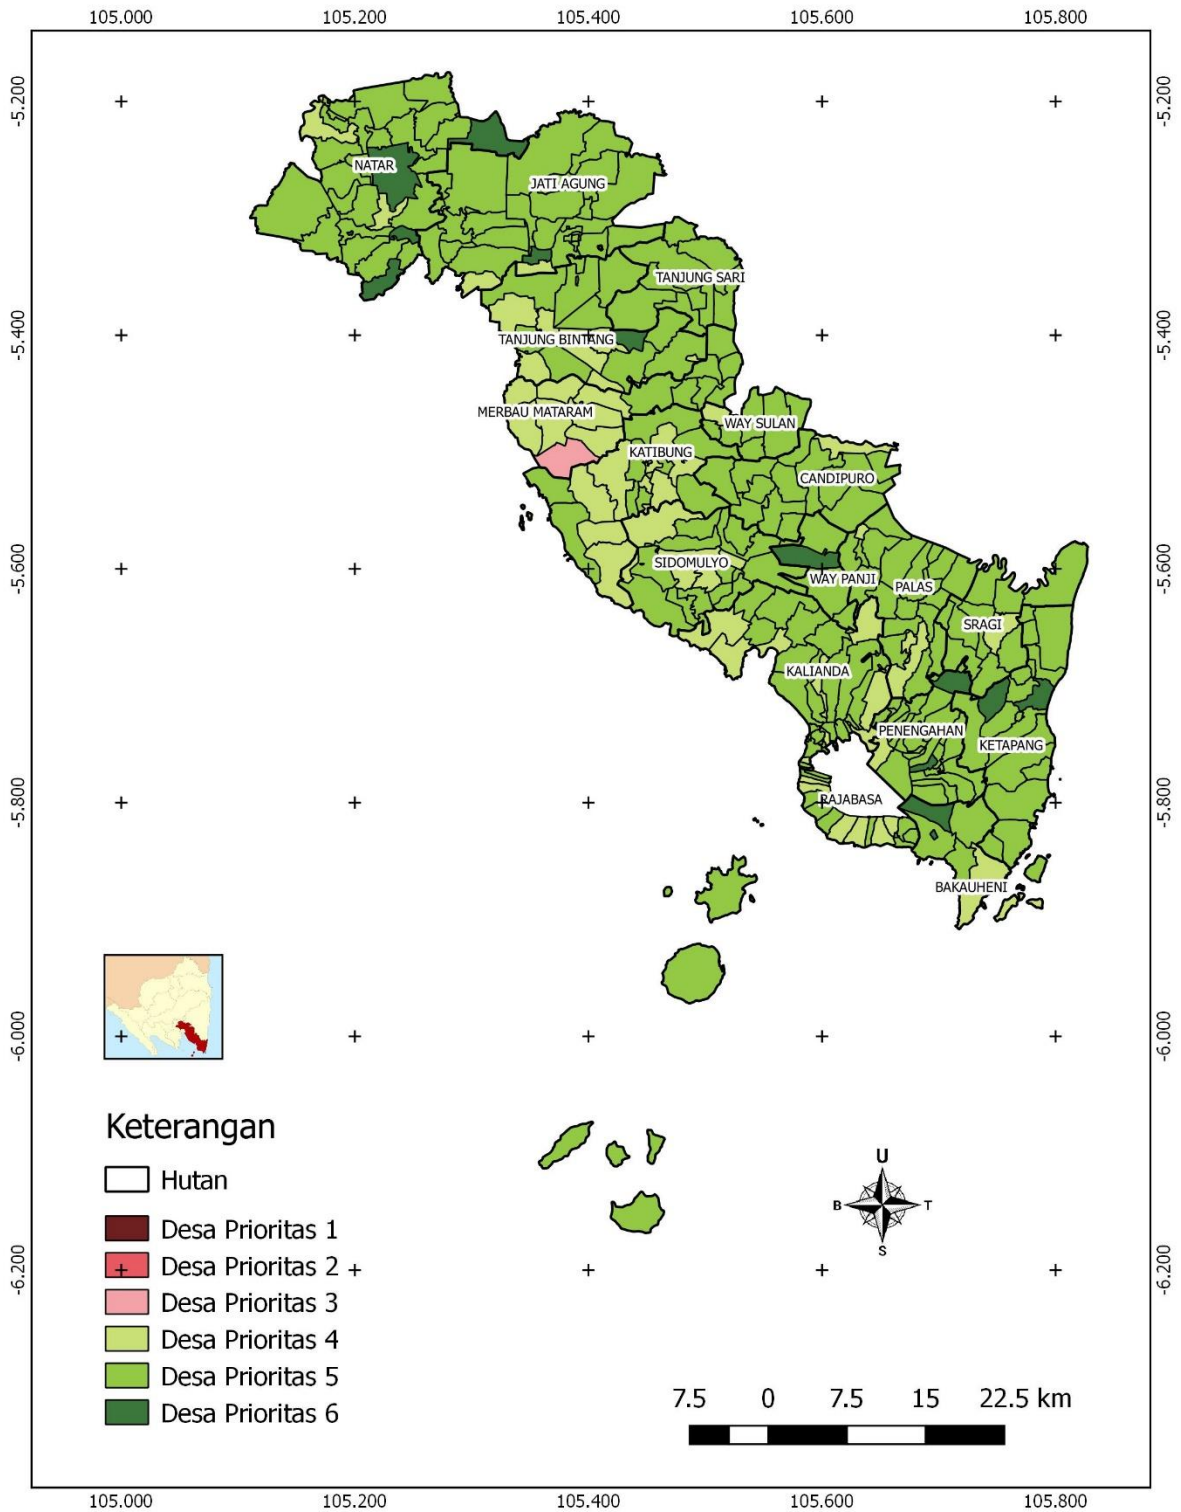 105.000 105.200 105.400 105.600 105.800
-5.200 -5.200
NATAR
JATI AGUNG
TANJUNG SARI
-5.400 -5.400
TANJUNG BINTANG
MERBAU MATARAM
WAY SULAN
KATIBUNG
CANDIPURO
-5.600 -5.600
SIDOMULYO
WAY PANJI
PALAS
SRAGI
KALIANDA
PENENGAHAN
KETAPANG
-5.800 -5.800
RAJABASA
BAKAUHENI
-6.000 -6.000
Keterangan
Hutan
Desa Prioritas 1
Desa Prioritas 2
Desa Prioritas 3
Desa Prioritas 4
Desa Prioritas 5
Desa Prioritas 6
U
B T
S
-6.200 -6.200
7.5 0 7.5 15 22.5 km
105.000 105.200 105.400 105.600 105.800